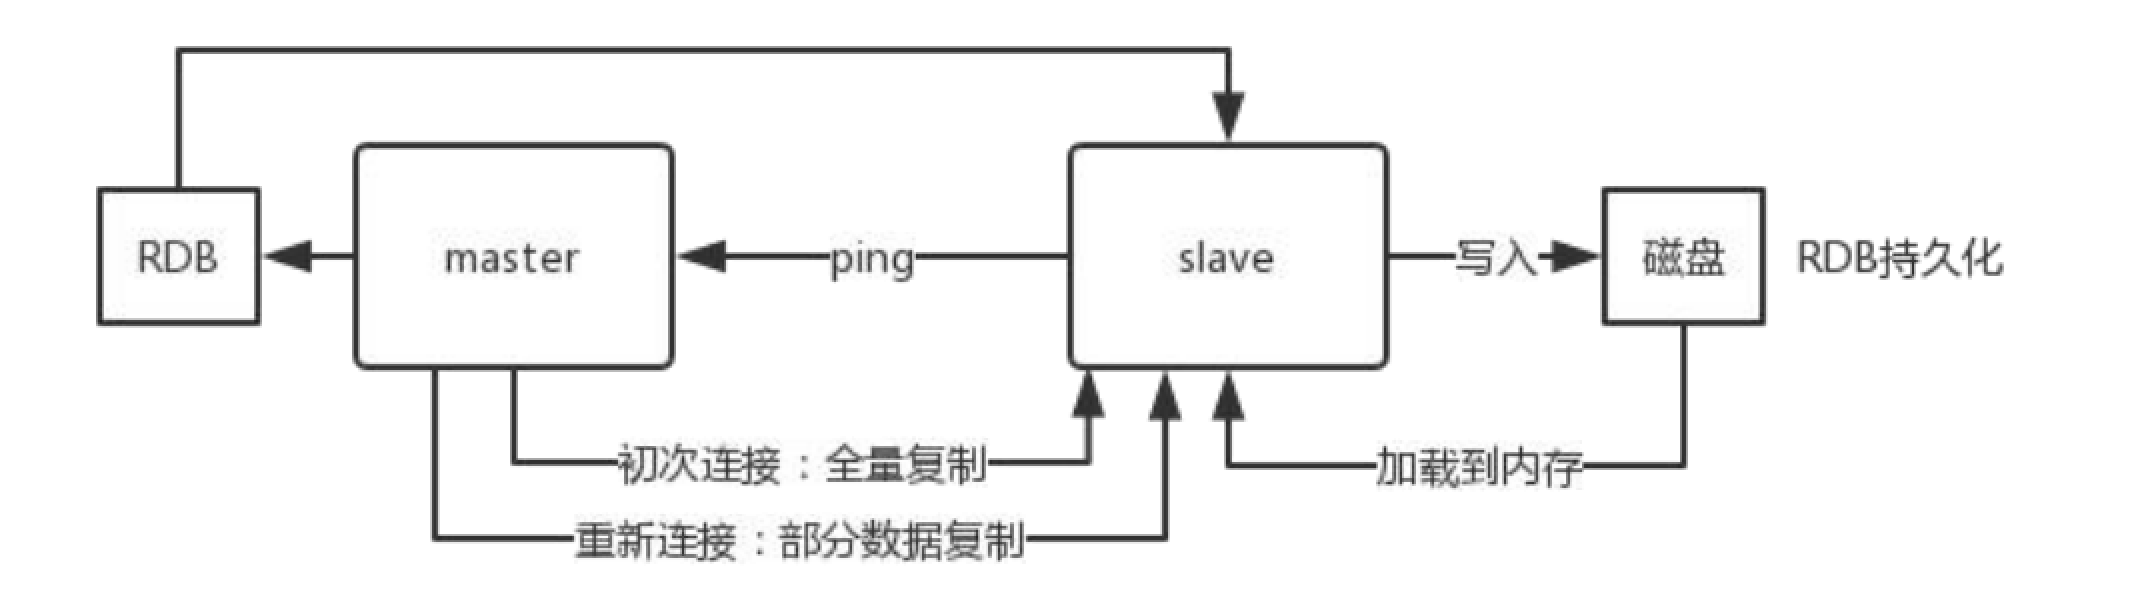 RDB
master
ping
slave
写入
磁盘
RDB持久化
初次连接：全量复制
加载到内存
重新连接：部分数据复制